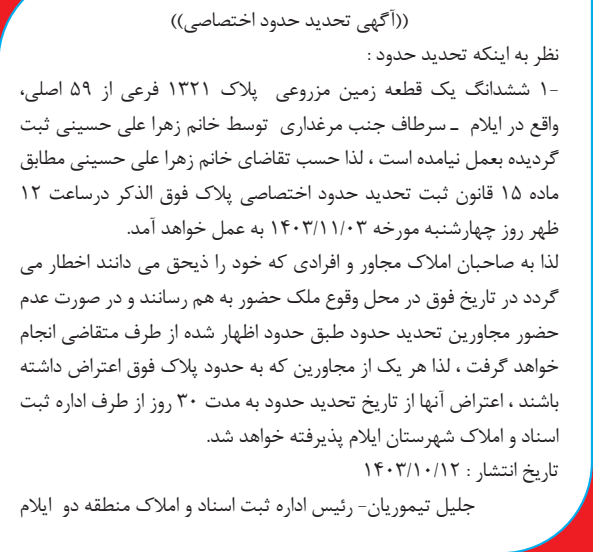 ((آگهی تحدید حدود اختصاصی))
نظر به اینکه تحدید حدود :
۱- ششدانگ یک قطعه زمین مزروعی پلاک ۱۳۲۱ فرعی از ۵۹ اصلی،
واقع در ایلام ـ سرطاف جنب مرغداری توسط خانم زهرا علی حسینی ثبت
گردیده بعمل نیامده است ، لذا حسب تقاضای خانم زهرا علی حسینی مطابق
ماده ۱۵ قانون ثبت تحدید حدود اختصاصی پلاک فوق الذکر درساعت ۱۲
ظهر روز چهارشنبه مورخه ۱۴۰۳/۱۱/۰۳ به عمل خواهد آمد.
لذا به صاحبان املاک مجاور و افرادی که خود را ذیحق می دانند اخطار می
گردد در تاریخ فوق در محل وقوع ملک حضور به هم رسانند و در صورت عدم
حضور مجاورین تحدید حدود طبق حدود اظهار شده از طرف متقاضی انجام
خواهد گرفت ، لذا هر یک از مجاورین که به حدود پلاک فوق اعتراض داشته
باشند ، اعتراض آنها از تاریخ تحدید حدود به مدت ۳۰ روز از طرف اداره ثبت
اسناد و املاک شهرستان ایلام پذیرفته خواهد شد.
تاریخ انتشار : ۱۴۰۳/۱۰/۱۲
جلیل تیموریان- رئیس اداره ثبت اسناد و املاک منطقه دو ایلام